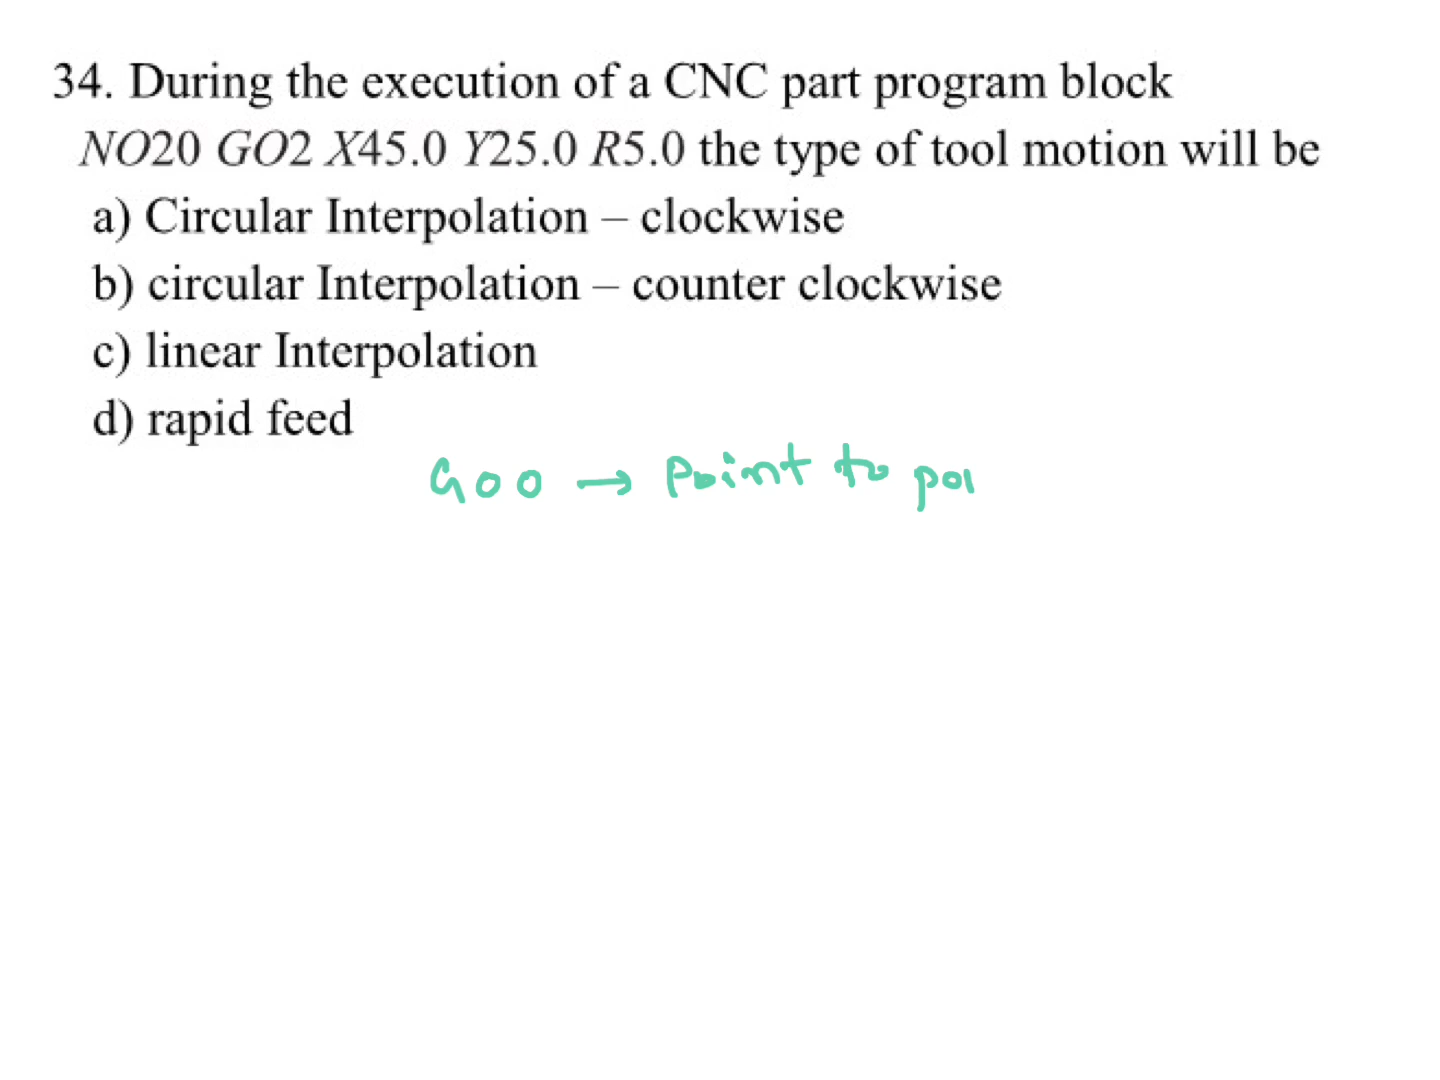 34. During the execution of a CNC part program block
NO20 GO2 X45.0 Y25.0 R5.0 the type of tool motion will be
a) Circular Interpolation – clockwise
b) circular Interpolation – counter clockwise
c) linear Interpolation
d) rapid feed
G00 → Point to poi